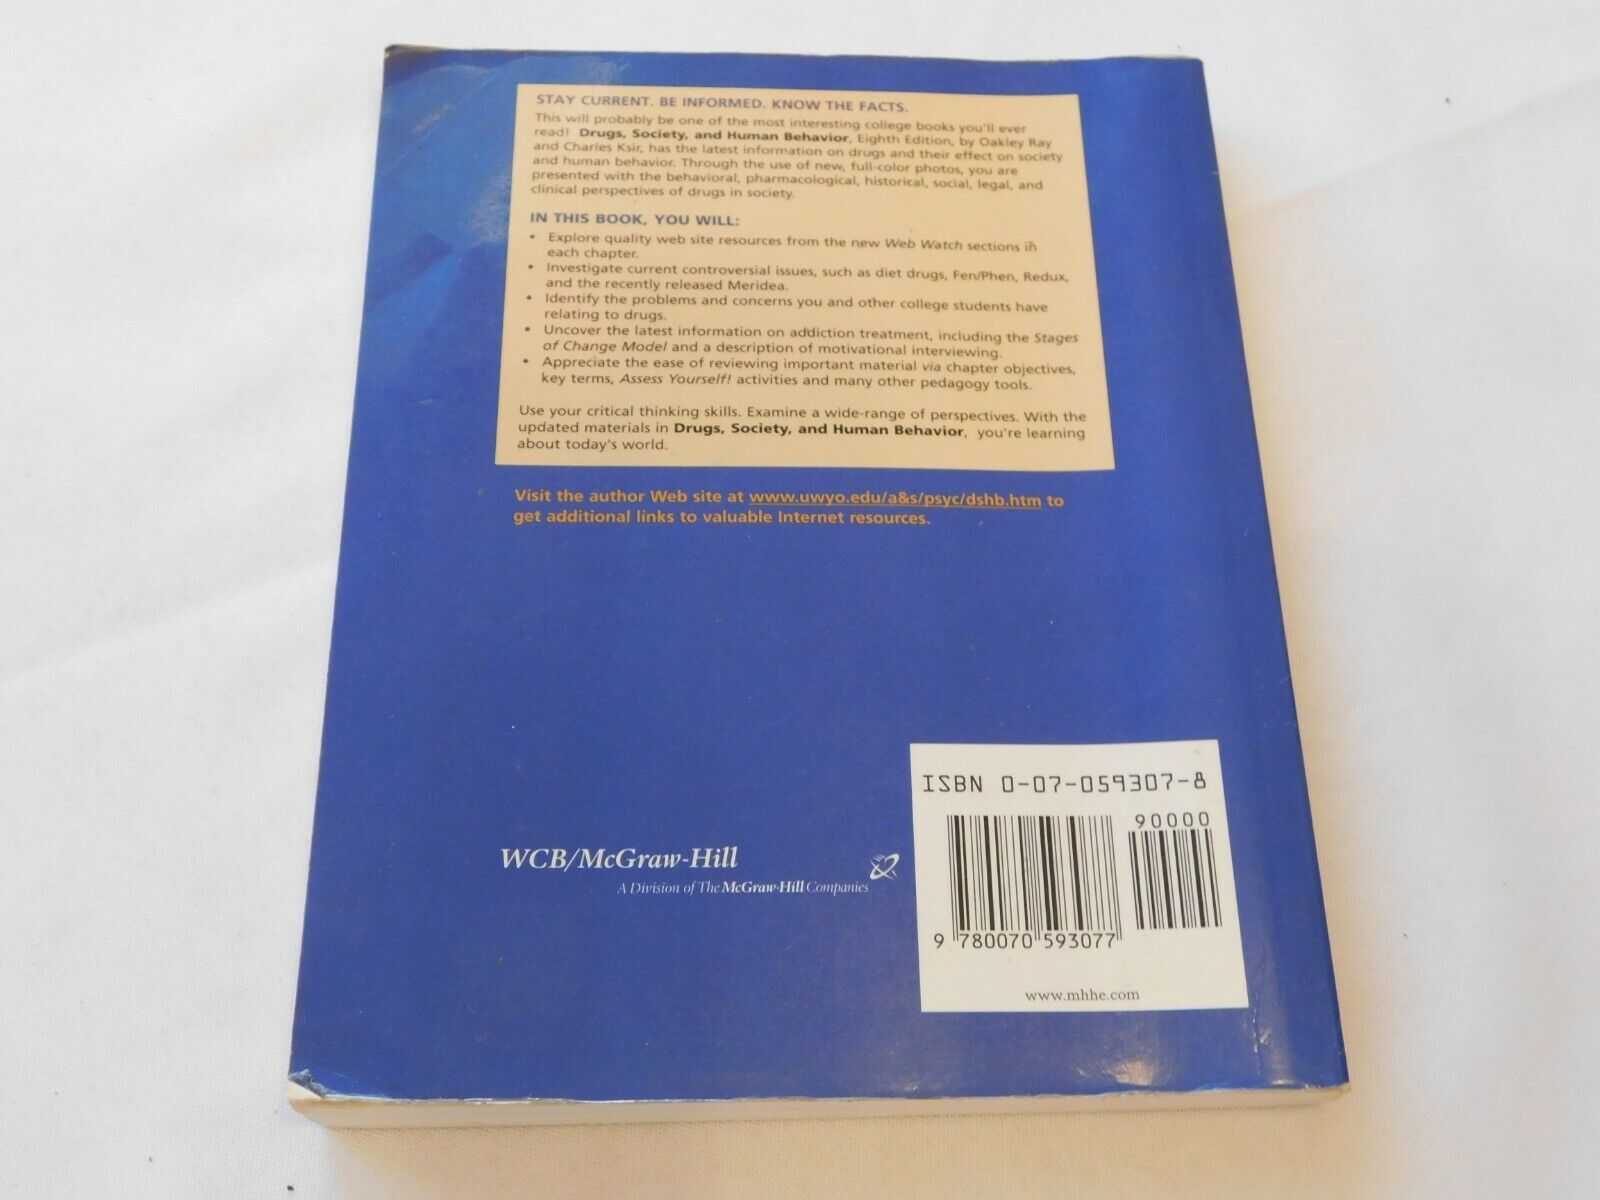 STAY CURRENT. BE INFORMED. KNOW THE FACTS.
This will probably be one of the most interesting college books you'll ever
read! Drugs, Society, and Human Behavior, Eighth Edition, by Oakley Ray
and Charles Ksir, has the latest information on drugs and their effect on society
and human behavior. Through the use of new, full-color photos, you are
presented with the behavioral, pharmacological, historical, social, legal, and
clinical perspectives of drugs in society.
IN THIS BOOK, YOU WILL:
• Explore quality web site resources from the new Web Watch sections in
each chapter.
• Investigate current controversial issues, such as diet drugs, Fen/Phen, Redux,
and the recently released Meridea.
• Identify the problems and concerns you and other college students have
relating to drugs.
• Uncover the latest information on addiction treatment, including the Stages
of Change Model and a description of motivational interviewing.
• Appreciate the ease of reviewing important material via chapter objectives,
key terms, Assess Yourself! activities and many other pedagogy tools.
Use your critical thinking skills. Examine a wide-range of perspectives. With the
updated materials in Drugs, Society, and Human Behavior, you're learning
about today's world.
Visit the author Web site at www.uwyo.edu/a&s/psyc/dshb.htm to
get additional links to valuable Internet resources.
WCB/McGraw-Hill
A Division of The McGraw-Hill Companies
ISBN 0-07-059307-8
90000
9 780070 593077
www.mhhe.com